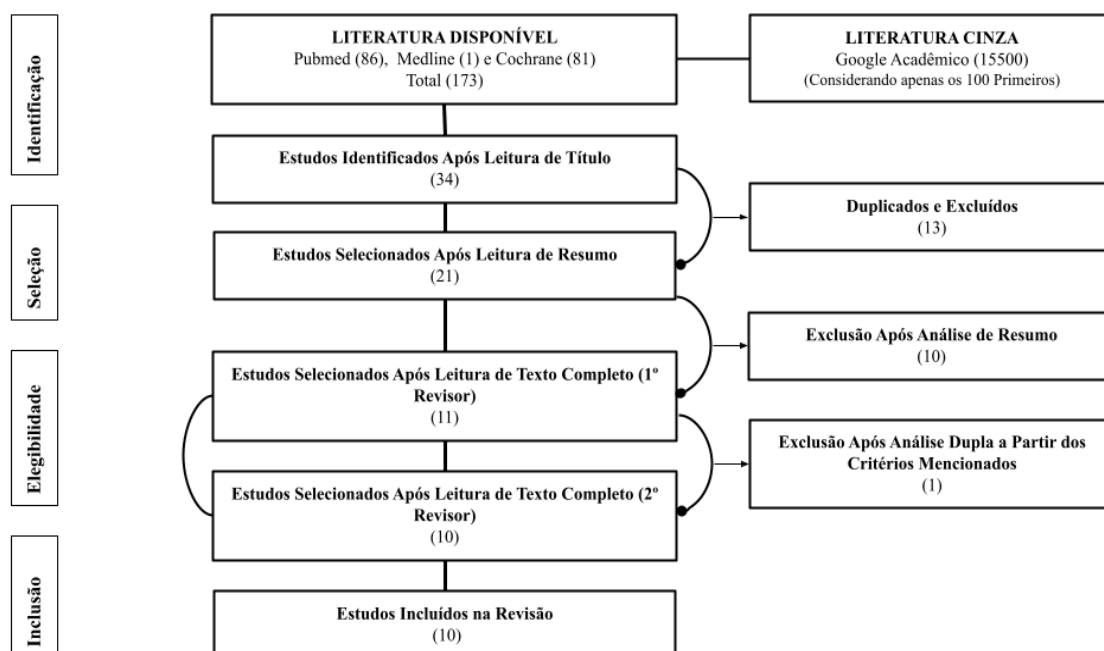 Identificação
LITERATURA DISPONÍVEL
Pubmed (86), Medline (1) e Cochrane (81)
Total (173)
LITERATURA CINZA
Google Acadêmico (15500)
(Considerando apenas os 100 Primeiros)
Estudos Identificados Após Leitura de Título
(34)
Duplicados e Excluídos
(13)
Seleção
Estudos Selecionados Após Leitura de Resumo
(21)
Exclusão Após Análise de Resumo
(10)
Elegibilidade
Estudos Selecionados Após Leitura de Texto Completo (1º
Revisor)
(11)
Exclusão Após Análise Dupla a Partir dos
Critérios Mencionados
(1)
Estudos Selecionados Após Leitura de Texto Completo (2º
Revisor)
(10)
Inclusão
Estudos Incluídos na Revisão
(10)